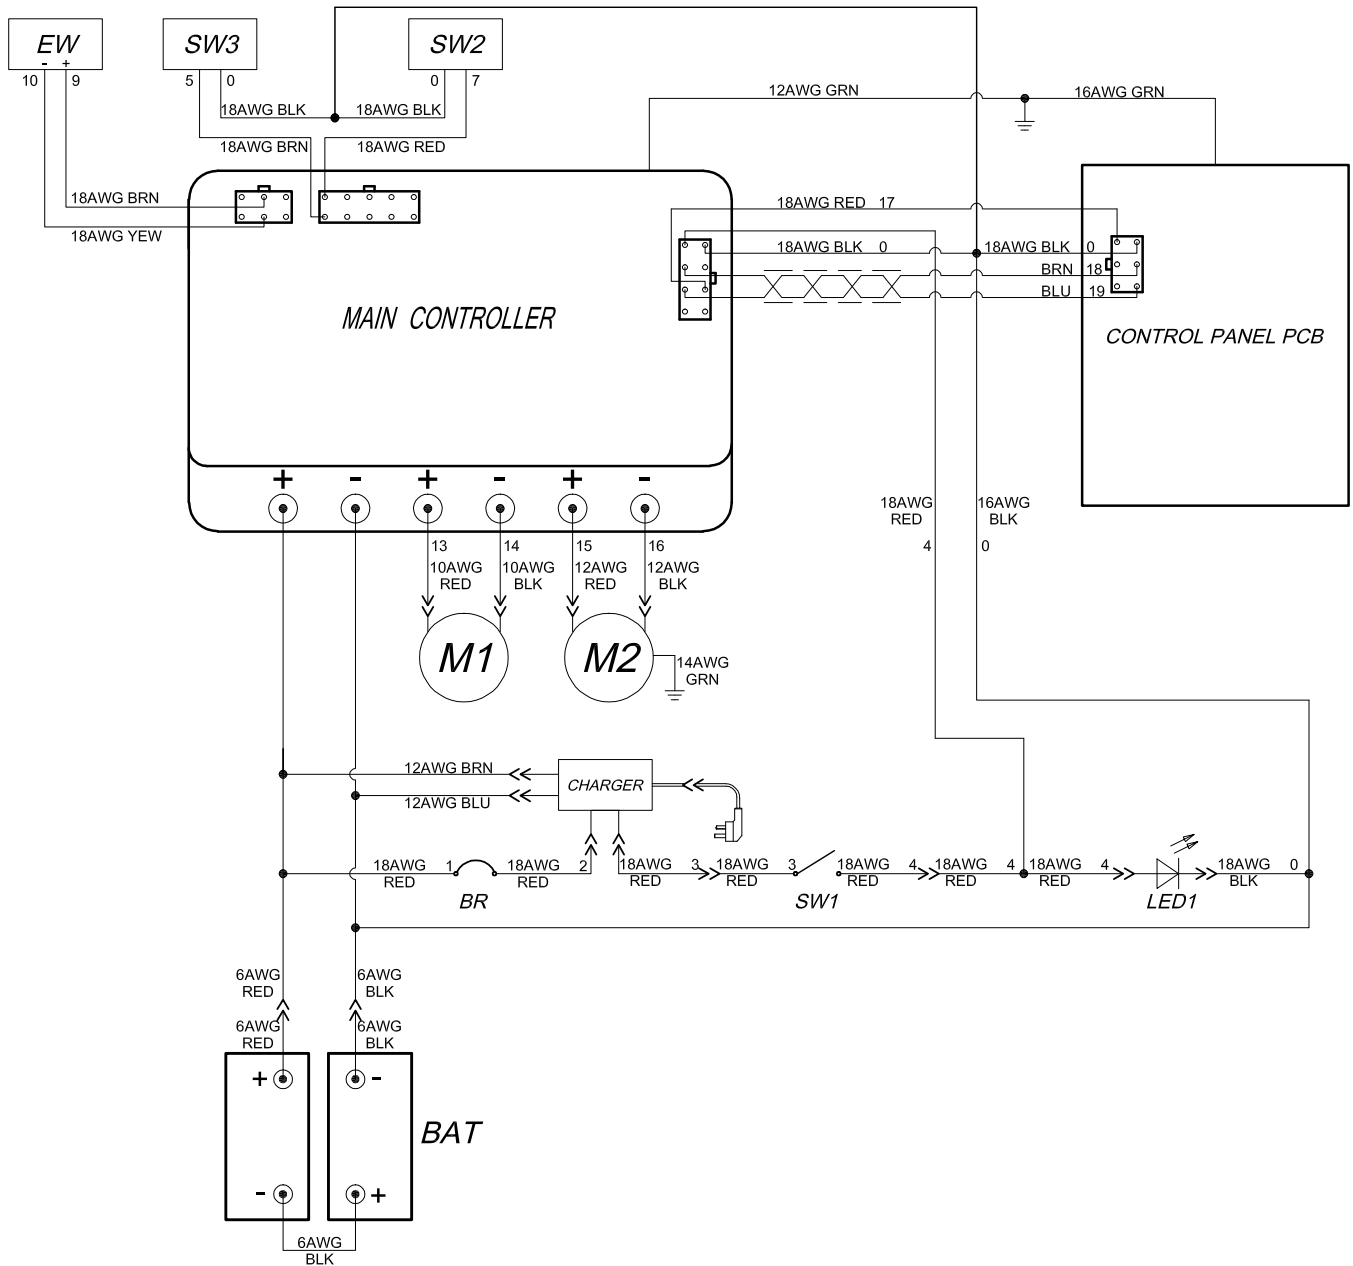 EW
SW3
SW2
- +
10 9
5 0
0 7
18AWG BLK
18AWG BLK
12AWG GRN
16AWG GRN
18AWG BRN
18AWG RED
18AWG BRN
18AWG YEW
18AWG RED 17
18AWG BLK 0
18AWG BLK 0
BRN 18
BLU 19
MAIN CONTROLLER
CONTROL PANEL PCB
+ - + - + -
18AWG
RED
4
16AWG
BLK
0
13
10AWG
RED
14
10AWG
BLK
15
12AWG
RED
16
12AWG
BLK
M1
M2
14AWG
GRN
12AWG BRN
12AWG BLU
CHARGER
18AWG
RED
1
BR
18AWG
RED
2
18AWG
RED
3
18AWG
RED
3
SW1
18AWG
RED
4
18AWG
RED
4
18AWG
RED
4
LED1
18AWG
BLK
0
6AWG
RED
6AWG
BLK
6AWG
RED
6AWG
BLK
+ -
BAT
- +
6AWG
BLK